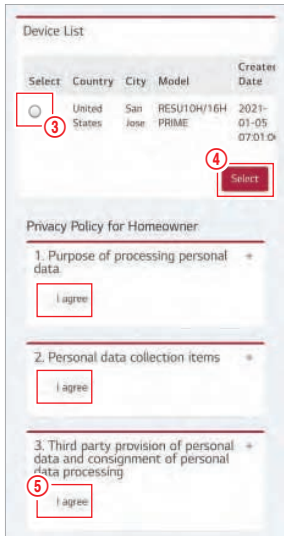 Device List
Created
Select Country City Model Date
United San RESU10H/16H 2021-
States Jose PRIME 01-05
③ 07:01:0
④
Select
Privacy Policy for Homeowner
1. Purpose of processing personal +
data
I agree
2. Personal data collection items +
I agree
3. Third party provision of personal +
data and consignment of personal
data processing
⑤
I agree